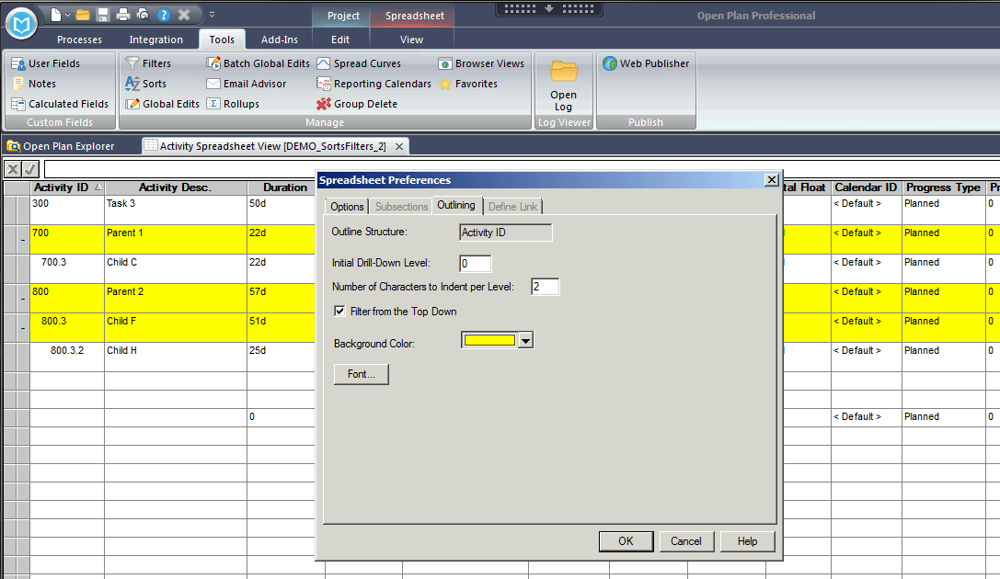 Project Spreadsheet Open Plan Professional
Processes Integration Tools Add-Ins Edit View
User Fields Filters Batch Global Edits Spread Curves Browser Views Web Publisher
Notes Sorts Email Advisor Reporting Calendars Favorites Open
Log
Calculated Fields Global Edits Rollups Group Delete
Custom Fields Manage Log Viewer Publish
Open Plan Explorer Activity Spreadsheet View [DEMO_SortsFilters_2]
Spreadsheet Preferences
Activity ID Activity Desc. Duration tal Float Calendar ID Progress Type Pr
300 Task 3 50d < Default > Planned 0
Options Subsections Outlining Define Link
700 Parent 1 22d < Default > Planned 0
Outline Structure: Activity ID
700.3 Child C 22d < Default > Planned 0
Initial Drill-Down Level: 0
Number of Characters to Indent per Level: 2
800 Parent 2 57d < Default > Planned 0
Filter from the Top Down
800.3 Child F 51d < Default > Planned 0
Background Color:
800.3.2 Child H 25d < Default > Planned 0
Font...
0 < Default > Planned 0
OK Cancel Help